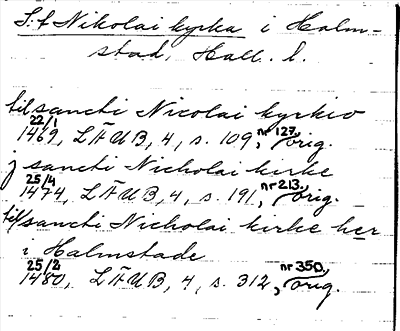 S:t Nikolai kyrka i Halm-
stad, Hall. l.
til sancti Nicolai kyrkio
22/1 1469, LÄUB, 4, s. 109, nr 127, orig.
j sancti Nicholai kirke
25/4 1474, LÄUB, 4, s. 191, nr 213, orig.
til sancti Nicholai kirke her
i Halmstade
25/2 1480, LÄUB, 4, s. 312, nr 350, orig.